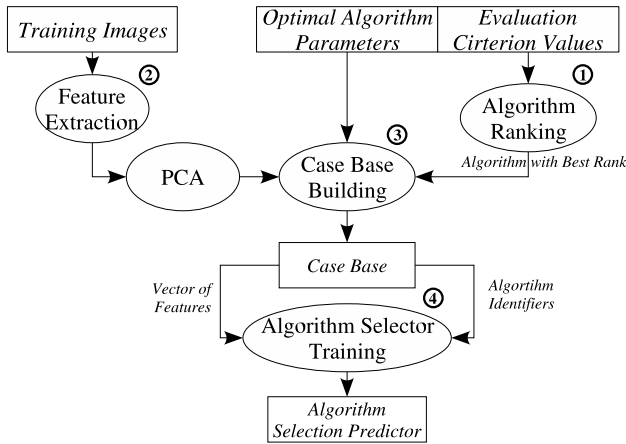 Training Images
Optimal Algorithm
Parameters
Evaluation
Cirterion Values
2
Feature
Extraction
1
Algorithm
Ranking
Algorithm with Best Rank
3
PCA
Case Base
Building
Case Base
Vector of
Features
Algortihm
Identifiers
4
Algorithm Selector
Training
Algorithm
Selection Predictor